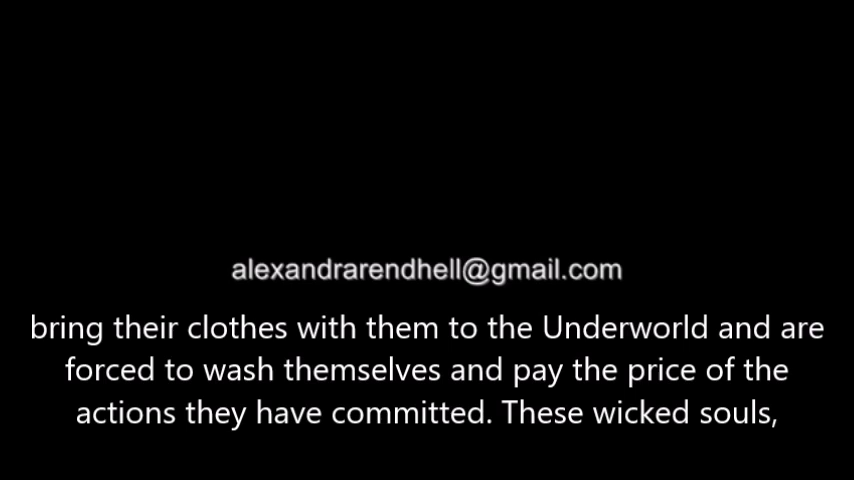 alexandrarendhell@gmail.com
bring their clothes with them to the Underworld and are
forced to wash themselves and pay the price of the
actions they have committed. These wicked souls,